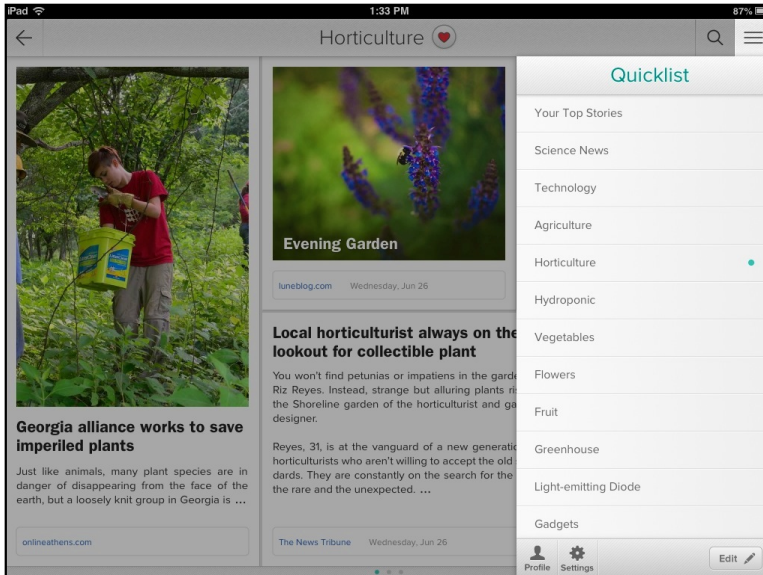 iPad
1:33 PM
87%
Horticulture
Georgia alliance works to save
imperiled plants
Just like animals, many plant species are in
danger of disappearing from the face of the
earth, but a loosely knit group in Georgia is ...
onlineathens.com
Evening Garden
luneblog.com Wednesday, Jun 26
Local horticulturist always on the
lookout for collectible plant
You won't find petunias or impatiens in the garde
Riz Reyes. Instead, strange but alluring plants ri
the Shoreline garden of the horticulturist and ga
designer.
Reyes, 31, is at the vanguard of a new generatic
horticulturists who aren't willing to accept the old
dards. They are constantly on the search for the
the rare and the unexpected. ...
The News Tribune Wednesday, Jun 26
Quicklist
Your Top Stories
Science News
Technology
Agriculture
Horticulture
Hydroponic
Vegetables
Flowers
Fruit
Greenhouse
Light-emitting Diode
Gadgets
Profile
Settings
Edit